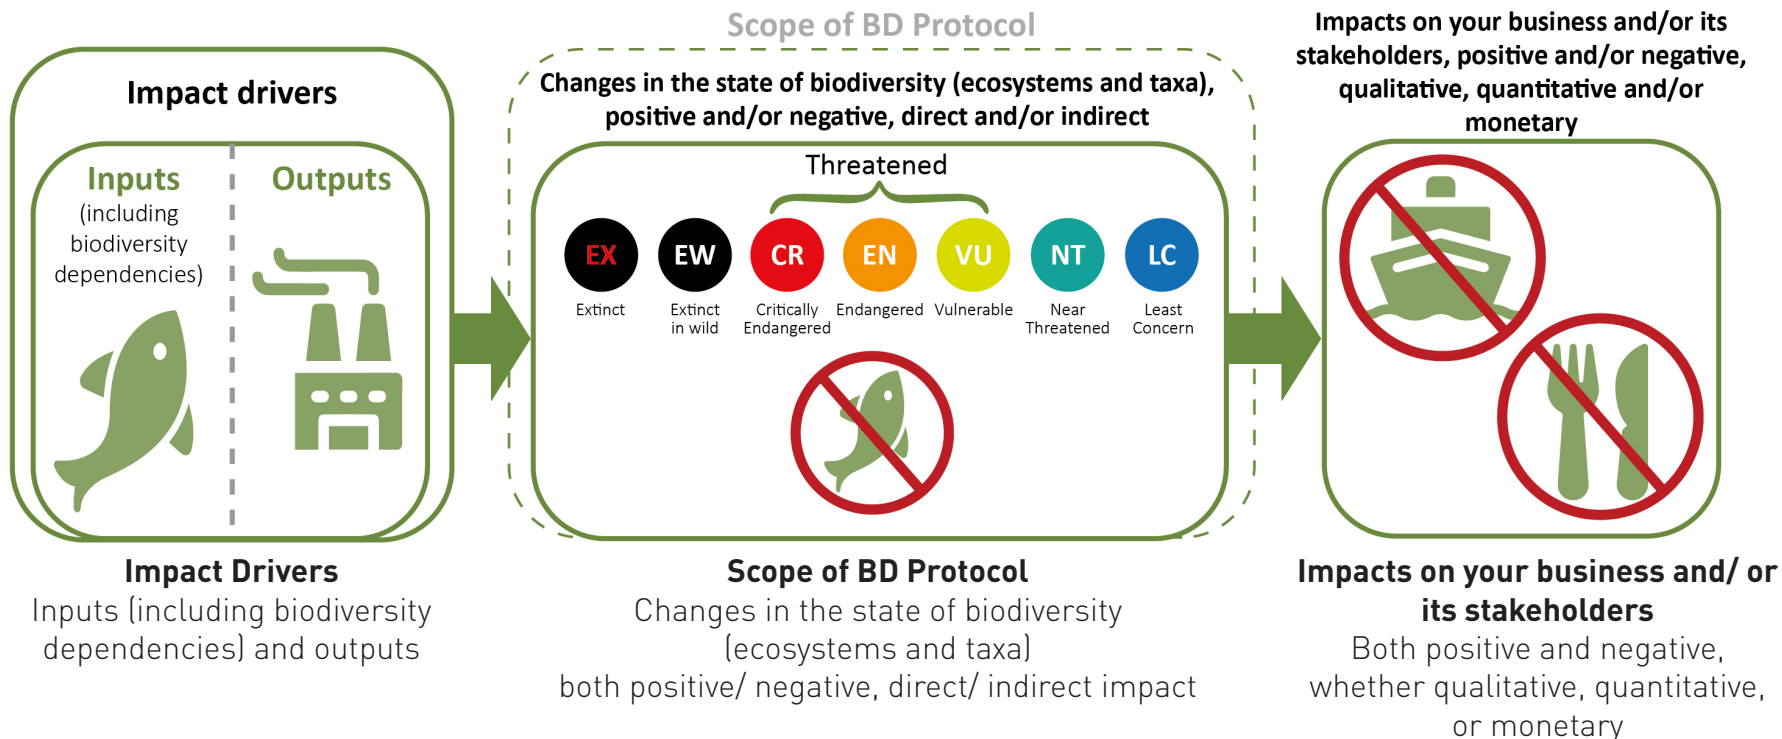 Impact drivers
Inputs
(including
biodiversity
dependencies)
Outputs
Impact Drivers
Inputs (including biodiversity
dependencies) and outputs
Scope of BD Protocol
Changes in the state of biodiversity (ecosystems and taxa),
positive and/or negative, direct and/or indirect
Threatened
EX
EW
CR
EN
VU
NT
LC
Extinct
Extinct
in wild
Critically
Endangered
Endangered
Vulnerable
Near
Threatened
Least
Concern
Scope of BD Protocol
Changes in the state of biodiversity
(ecosystems and taxa)
both positive/ negative, direct/ indirect impact
Impacts on your business and/or its
stakeholders, positive and/or negative,
qualitative, quantitative and/or
monetary
Impacts on your business and/ or
its stakeholders
Both positive and negative,
whether qualitative, quantitative,
or monetary